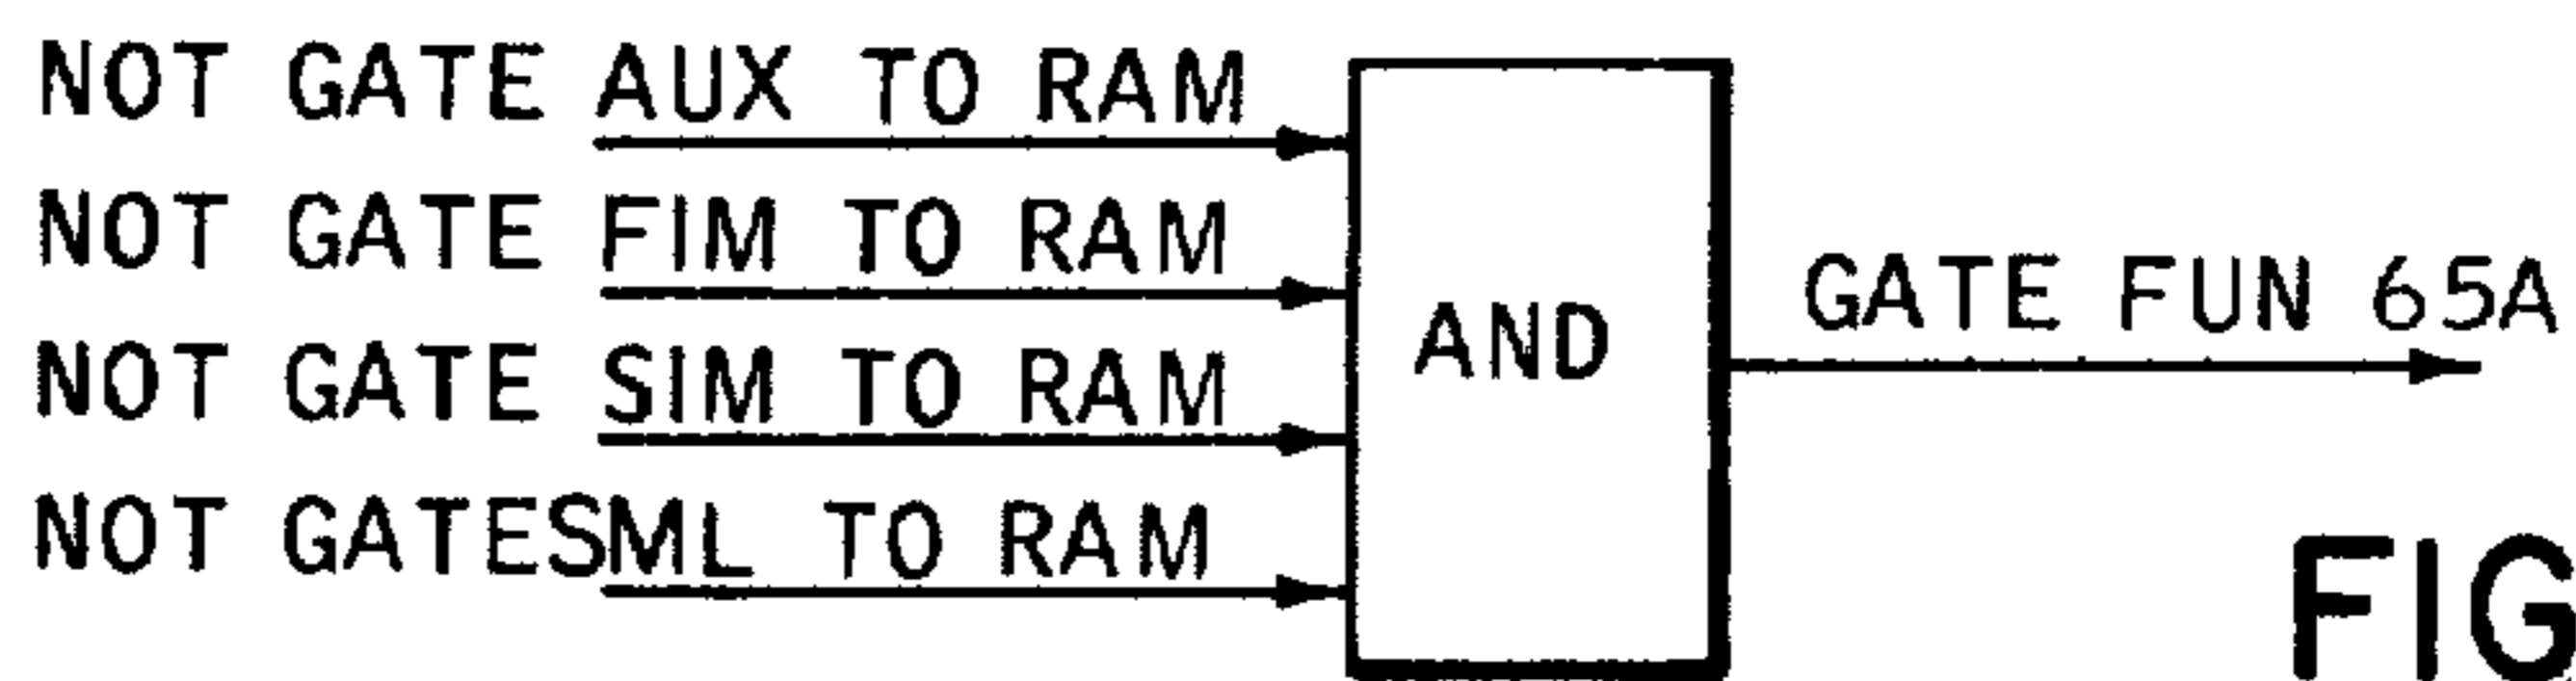 NOT GATE AUX TO RAM
NOT GATE FIM TO RAM
NOT GATE SIM TO RAM
NOT GATESML TO RAM
AND
GATE FUN 65A
FIG